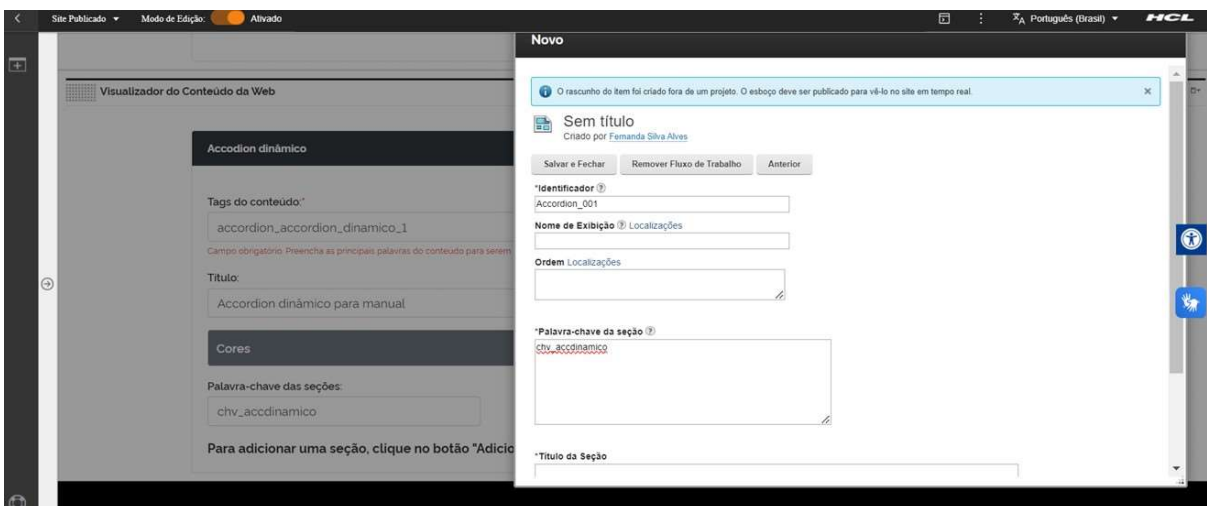 Site Publicado
Modo de Edição:
Ativado
Português (Brasil)
HCL
Novo
Visualizador do Conteúdo da Web
O rascunho do item foi criado fora de um projeto. O esboço deve ser publicado para vê-lo no site em tempo real.
Sem título
Criado por Fernanda Silva Alves
Salvar e Fechar
Remover Fluxo de Trabalho
Anterior
Accodion dinâmico
*Identificador
Accordion_001
Tags do conteúdo:*
accordion_accordion_dinamico_1
Campo obrigatório. Preencha as principais palavras do conteúdo para serem
Nome de Exibição Localizações
Ordem Localizações
Título:
Accordion dinâmico para manual
*Palavra-chave da seção
chv_accdinamico
Cores
Palavra-chave das seções:
chv_accdinamico
Para adicionar uma seção, clique no botão "Adicio
*Título da Seção